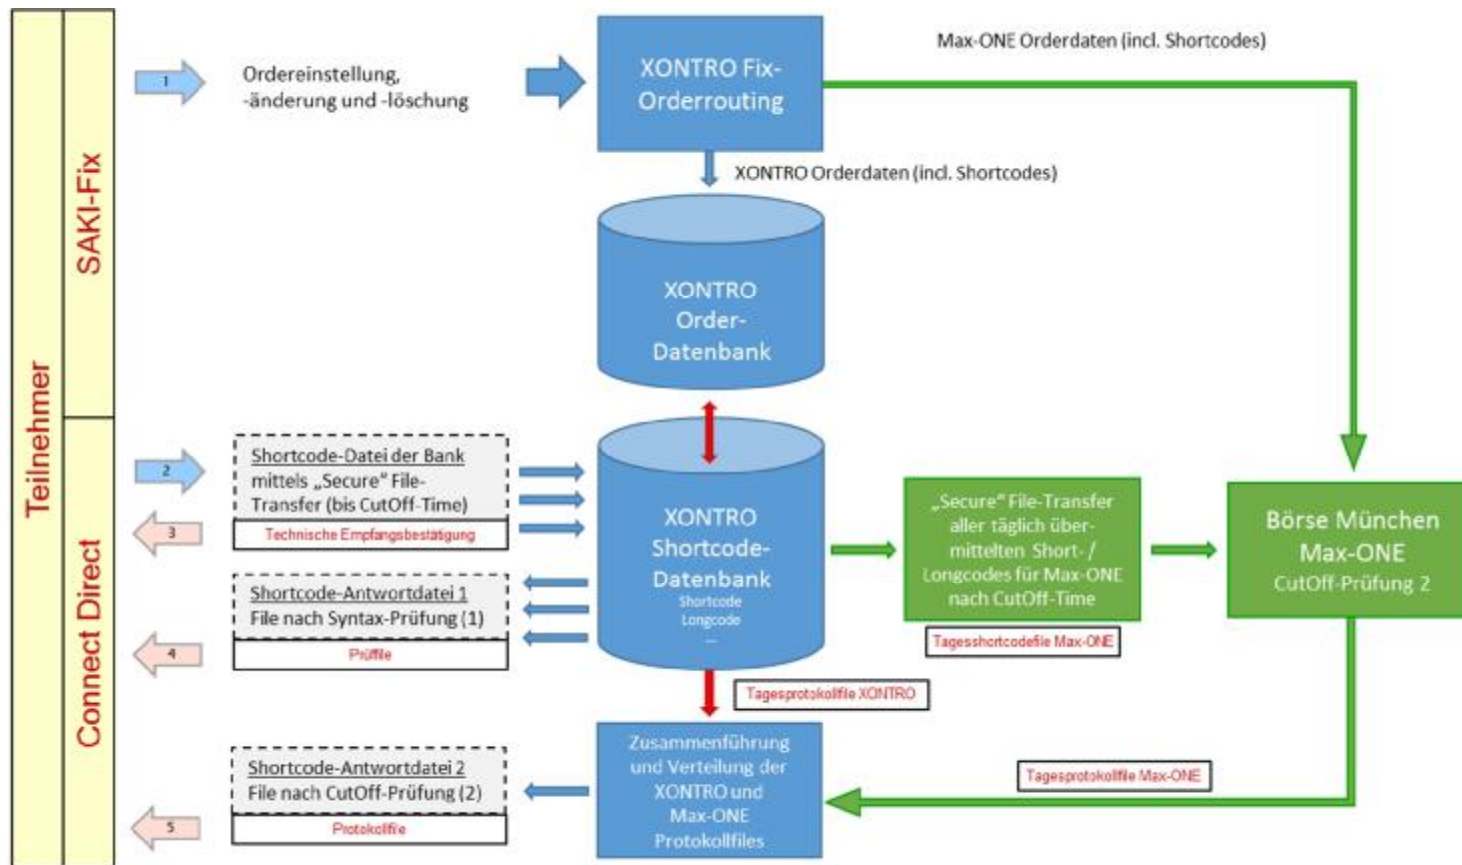 Teilnehmer
SAKI-Fix
Connect Direct
1
Ordereinstellung,
-änderung und -löschung
XONTRO Fix-
Orderrouting
Max-ONE Orderdaten (incl. Shortcodes)
XONTRO Orderdaten (incl. Shortcodes)
XONTRO
Order-
Datenbank
2
Shortcode-Datei der Bank
mittels „Secure" File-
Transfer (bis CutOff-Time)
3
Technische Empfangsbestätigung
Shortcode-Antwortdatei 1
File nach Syntax-Prüfung (1)
4
Prüffile
XONTRO
Shortcode-
Datenbank
Shortcode
Longcode
...
„Secure" File-Transfer
aller täglich über-
mittelten Short- /
Longcodes für Max-ONE
nach CutOff-Time
Tagesshortcodefile Max-ONE
Börse München
Max-ONE
CutOff-Prüfung 2
Tagesprotokollfile XONTRO
Shortcode-Antwortdatei 2
File nach CutOff-Prüfung (2)
5
Protokollfile
Zusammenführung
und Verteilung der
XONTRO und
Max-ONE
Protokollfiles
Tagesprotokollfile Max-ONE